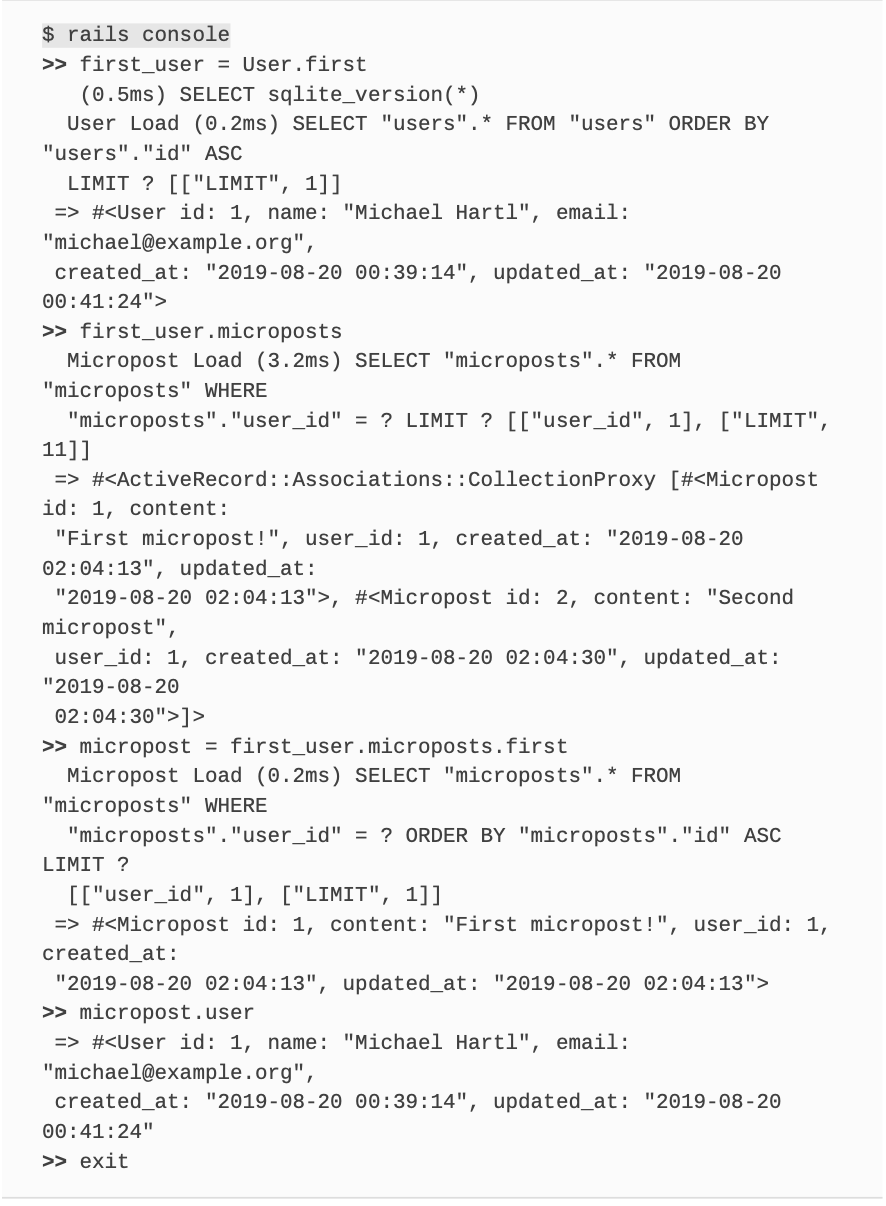 $ rails console
>> first_user = User.first
   (0.5ms) SELECT sqlite_version(*)
  User Load (0.2ms) SELECT "users".* FROM "users" ORDER BY
"users"."id" ASC
  LIMIT ? [["LIMIT", 1]]
 => #<User id: 1, name: "Michael Hartl", email:
"michael@example.org",
 created_at: "2019-08-20 00:39:14", updated_at: "2019-08-20
00:41:24">
>> first_user.microposts
  Micropost Load (3.2ms) SELECT "microposts".* FROM
"microposts" WHERE
  "microposts"."user_id" = ? LIMIT ? [["user_id", 1], ["LIMIT",
11]]
 => #<ActiveRecord::Associations::CollectionProxy [#<Micropost
id: 1, content:
 "First micropost!", user_id: 1, created_at: "2019-08-20
02:04:13", updated_at:
 "2019-08-20 02:04:13">, #<Micropost id: 2, content: "Second
micropost",
 user_id: 1, created_at: "2019-08-20 02:04:30", updated_at:
"2019-08-20
 02:04:30">]>
>> micropost = first_user.microposts.first
  Micropost Load (0.2ms) SELECT "microposts".* FROM
"microposts" WHERE
  "microposts"."user_id" = ? ORDER BY "microposts"."id" ASC
LIMIT ?
  [["user_id", 1], ["LIMIT", 1]]
 => #<Micropost id: 1, content: "First micropost!", user_id: 1,
created_at:
 "2019-08-20 02:04:13", updated_at: "2019-08-20 02:04:13">
>> micropost.user
 => #<User id: 1, name: "Michael Hartl", email:
"michael@example.org",
 created_at: "2019-08-20 00:39:14", updated_at: "2019-08-20
00:41:24"
>> exit